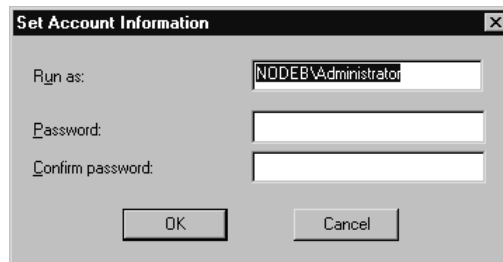 Set Account Information
Run as:
NODEB\Administrator
Password:
Confirm password:
OK
Cancel